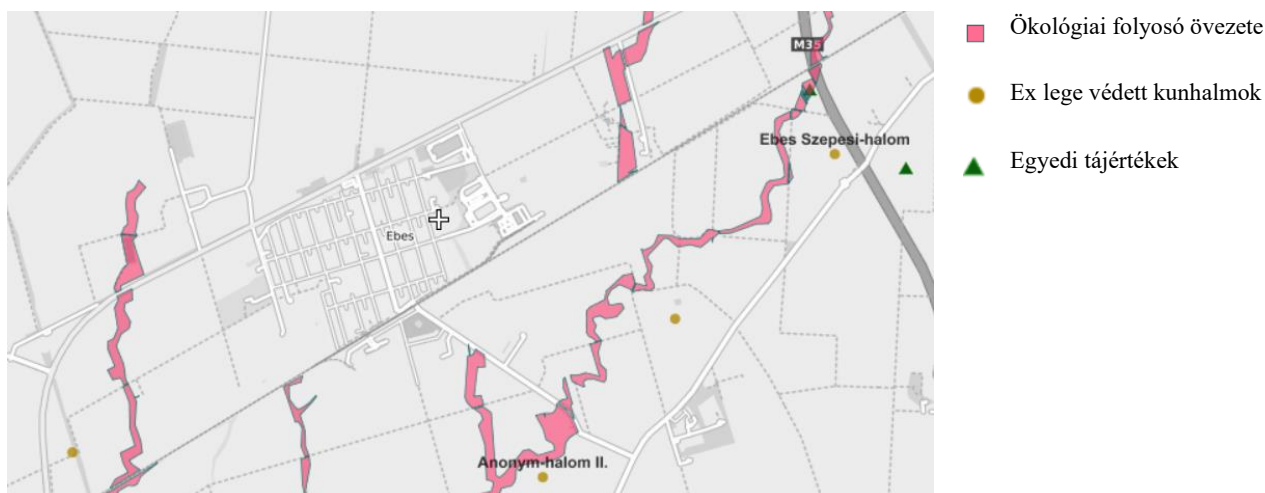 M35
Ebes Szepesi-halom
Ebes
Anonym-halom II.
Ökológiai folyosó övezete
Ex lege védett kunhalmok
Egyedi tájértékek